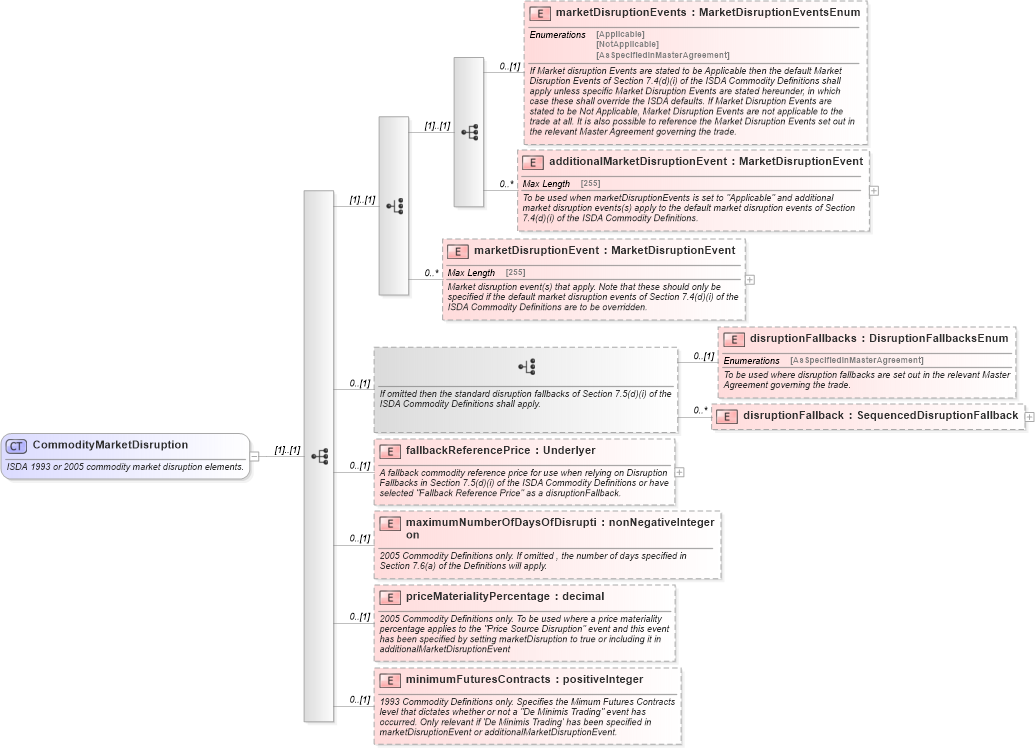 marketDisruptionEvents : MarketDisruptionEventsEnum
Enumerations [Applicable]
[NotApplicable]
[AsSpecifiedInMasterAgreement]
0..[1]
If Market disruption Events are stated to be Applicable then the default Market
Disruption Events of Section 7.4(d)(i) of the ISDA Commodity Definitions shall
apply unless specific Market Disruption Events are stated hereunder, in which
case these shall override the ISDA defaults. If Market Disruption Events are
stated to be Not Applicable, Market Disruption Events are not applicable to the
trade at all. It is also possible to reference the Market Disruption Events set out in
the relevant Master Agreement governing the trade.
[1]..[1]
E additionalMarketDisruptionEvent : MarketDisruptionEvent
0..*
Max Length [255]
To be used when marketDisruptionEvents is set to "Applicable" and additional
market disruption events(s) apply to the default market disruption events of Section
7.4(d)(i) of the ISDA Commodity Definitions.
[1]..[1]
E marketDisruptionEvent : MarketDisruptionEvent
0..*
Max Length [255]
Market disruption event(s) that apply. Note that these should only be
specified if the default market disruption events of Section 7.4(d)(i) of the
ISDA Commodity Definitions are to be overridden.
E disruptionFallbacks : DisruptionFallbacksEnum
0..[1]
Enumerations [AsSpecifiedInMasterAgreement]
To be used where disruption fallbacks are set out in the relevant Master
Agreement governing the trade.
0..[1]
If omitted then the standard disruption fallbacks of Section 7.5(d)(i) of the
ISDA Commodity Definitions shall apply.
0..*
E disruptionFallback : SequencedDisruptionFallback
CT CommodityMarketDisruption
ISDA 1993 or 2005 commodity market disruption elements.
[1]..[1]
E fallbackReferencePrice : Underlyer
0..[1]
A fallback commodity reference price for use when relying on Disruption
Fallbacks in Section 7.5(d)(i) of the ISDA Commodity Definitions or have
selected "Fallback Reference Price" as a disruptionFallback.
E maximumNumberOfDaysOfDisrupti : nonNegativeInteger
on
0..[1]
2005 Commodity Definitions only. If omitted , the number of days specified in
Section 7.6(a) of the Definitions will apply.
E priceMaterialityPercentage : decimal
0..[1]
2005 Commodity Definitions only. To be used where a price materiality
percentage applies to the "Price Source Disruption" event and this event
has been specified by setting marketDisruption to true or including it in
additionalMarketDisruptionEvent
E minimumFuturesContracts : positiveInteger
0..[1]
1993 Commodity Definitions only. Specifies the Mimum Futures Contracts
level that dictates whether or not a "De Minimis Trading" event has
occurred. Only relevant if 'De Minimis Trading' has been specified in
marketDisruptionEvent or additionalMarketDisruptionEvent.